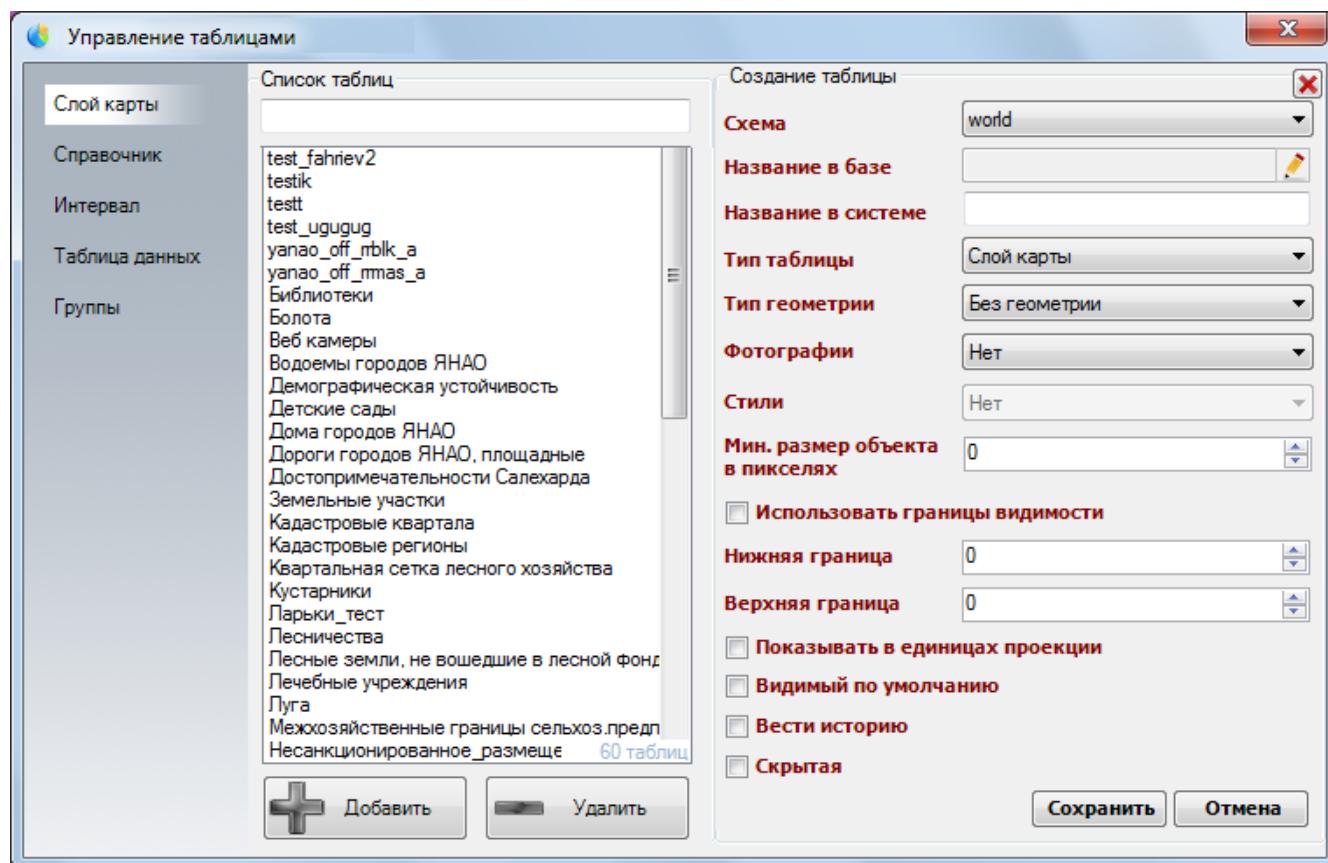 Управление таблицами
Слой карты
Справочник
Интервал
Таблица данных
Группы
Список таблиц
test_fahriev2
testik
testt
test_ugugug
yanao_off_rrblk_a
yanao_off_rrmas_a
Библиотеки
Болота
Веб камеры
Водоемы городов ЯНАО
Демографическая устойчивость
Детские сады
Дома городов ЯНАО
Дороги городов ЯНАО, площадные
Достопримечательности Салехарда
Земельные участки
Кадастровые квартала
Кадастровые регионы
Квартальная сетка лесного хозяйства
Кустарники
Ларьки_тест
Лесничества
Лесные земли, не вошедшие в лесной фонд
Лечебные учреждения
Луга
Межхозяйственные границы сельхоз.предп
Несанкционированное_размеще 60 таблиц
Добавить Удалить
Создание таблицы
Схема world
Название в базе
Название в системе
Тип таблицы Слой карты
Тип геометрии Без геометрии
Фотографии Нет
Стили Нет
Мин. размер объекта
в пикселях 0
Использовать границы видимости
Нижняя граница 0
Верхняя граница 0
Показывать в единицах проекции
Видимый по умолчанию
Вести историю
Скрытая
Сохранить Отмена